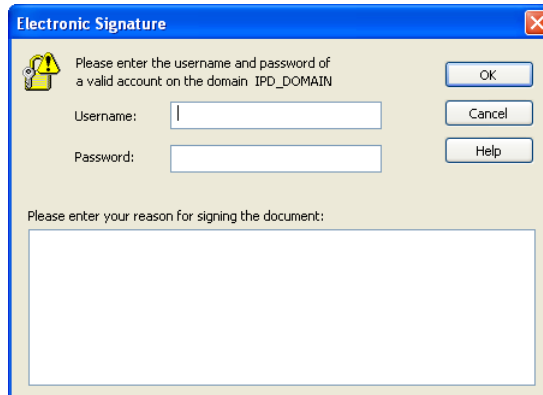 Electronic Signature
Please enter the username and password of
a valid account on the domain IPD_DOMAIN
OK
Username:
Cancel
Password:
Help
Please enter your reason for signing the document: